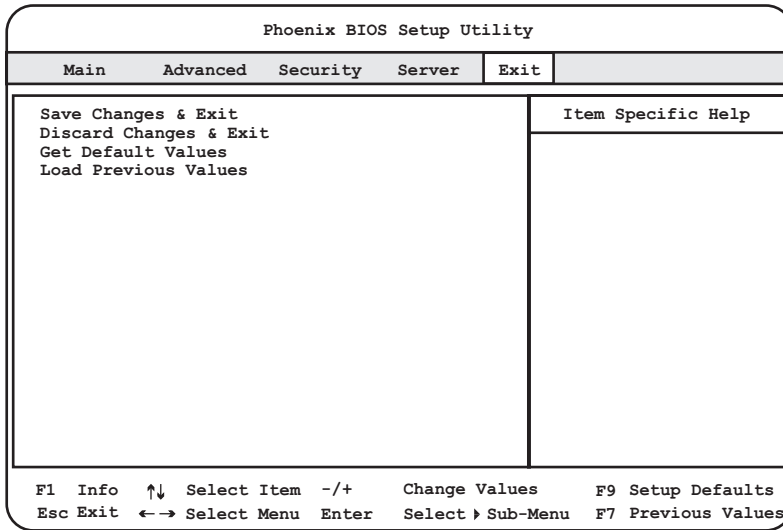 Phoenix BIOS Setup Utility
Main Advanced Security Server Exit
Save Changes & Exit
Discard Changes & Exit
Get Default Values
Load Previous Values
Item Specific Help
F1 Info ↑↓ Select Item -/+ Change Values F9 Setup Defaults
Esc Exit ←→ Select Menu Enter Select ▸ Sub-Menu F7 Previous Values